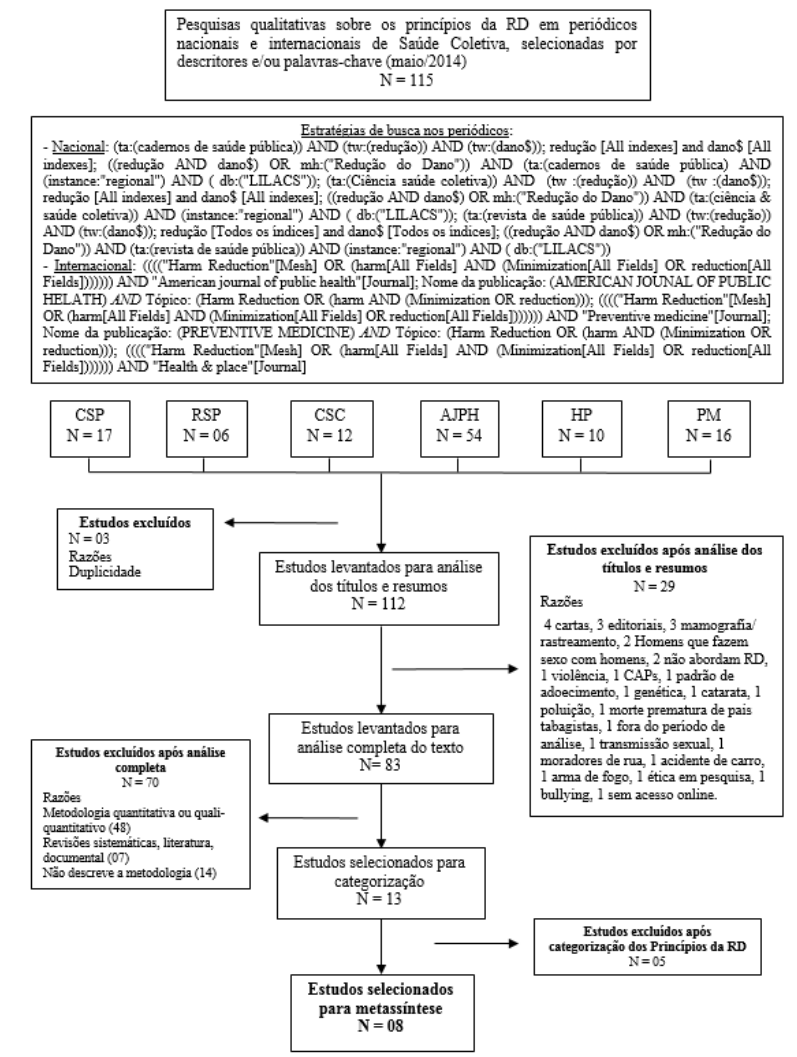 Pesquisas qualitativas sobre os princípios da RD em periódicos
nacionais e internacionais de Saúde Coletiva, selecionadas por
descritores e/ou palavras-chave (maio/2014)
N = 115
Estratégias de busca nos periódicos:
- Nacional: (ta:(cadernos de saúde pública)) AND (tw:(redução)) AND (tw:(dano$)); redução [All indexes] and dano$ [All
indexes]; ((redução AND dano$) OR mh:("Redução do Dano")) AND (ta:(cadernos de saúde publica) AND
(instance:"regional") AND ( db:("LILACS")); (ta:(Ciência saúde coletiva)) AND (tw :(redução)) AND (tw :(dano$));
redução [All indexes] and dano$ [All indexes]; ((redução AND dano$) OR mh:("Redução do Dano")) AND (ta:(ciência &
saúde coletiva)) AND (instance:"regional") AND ( db:("LILACS")); (ta:(revista de saúde pública)) AND (tw:(redução))
AND (tw:(dano$)); redução [Todos os índices] and dano$ [Todos os índices]; ((redução AND dano$) OR mh:("Redução do
Dano")) AND (ta:(revista de saúde pública)) AND (instance:"regional") AND ( db:("LILACS"))
- Internacional: (((("Harm Reduction"[Mesh] OR (harm[All Fields] AND (Minimization[All Fields] OR reduction[All
Fields])))))) AND "American journal of public health"[Journal]; Nome da publicação: (AMERICAN JOUNAL OF PUBLIC
HELATH) AND Tópico: (Harm Reduction OR (harm AND (Minimization OR reduction))); (((("Harm Reduction"[Mesh]
OR (harm[All Fields] AND (Minimization[All Fields] OR reduction[All Fields])))))) AND "Preventive medicine"[Journal];
Nome da publicação: (PREVENTIVE MEDICINE) AND Tópico: (Harm Reduction OR (harm AND (Minimization OR
reduction))); (((("Harm Reduction"[Mesh] OR (harm[All Fields] AND (Minimization[All Fields] OR reduction[All
Fields])))))) AND "Health & place"[Journal]
CSP
N = 17
RSP
N = 06
CSC
N = 12
AJPH
N = 54
HP
N = 10
PM
N = 16
Estudos excluídos
N = 03
Razões
Duplicidade
Estudos levantados para análise
dos títulos e resumos
N = 112
Estudos excluídos após análise dos
títulos e resumos
N = 29
Razões
4 cartas, 3 editoriais, 3 mamografia/
rastreamento, 2 Homens que fazem
sexo com homens, 2 não abordam RD,
1 violência, 1 CAPs, 1 padrão de
adoecimento, 1 genética, 1 catarata, 1
poluição, 1 morte prematura de pais
tabagistas, 1 fora do período de
análise, 1 transmissão sexual, 1
moradores de rua, 1 acidente de carro,
1 arma de fogo, 1 ética em pesquisa, 1
bullying, 1 sem acesso online.
Estudos levantados para
análise completa do texto
N= 83
Estudos excluídos após análise
completa
N = 70
Razões
Metodologia quantitativa ou quali-
quantitativo (48)
Revisões sistemáticas, literatura,
documental (07)
Não descreve a metodologia (14)
Estudos selecionados para
categorização
N = 13
Estudos excluídos após
categorização dos Princípios da RD
N = 05
Estudos selecionados
para metassíntese
N = 08